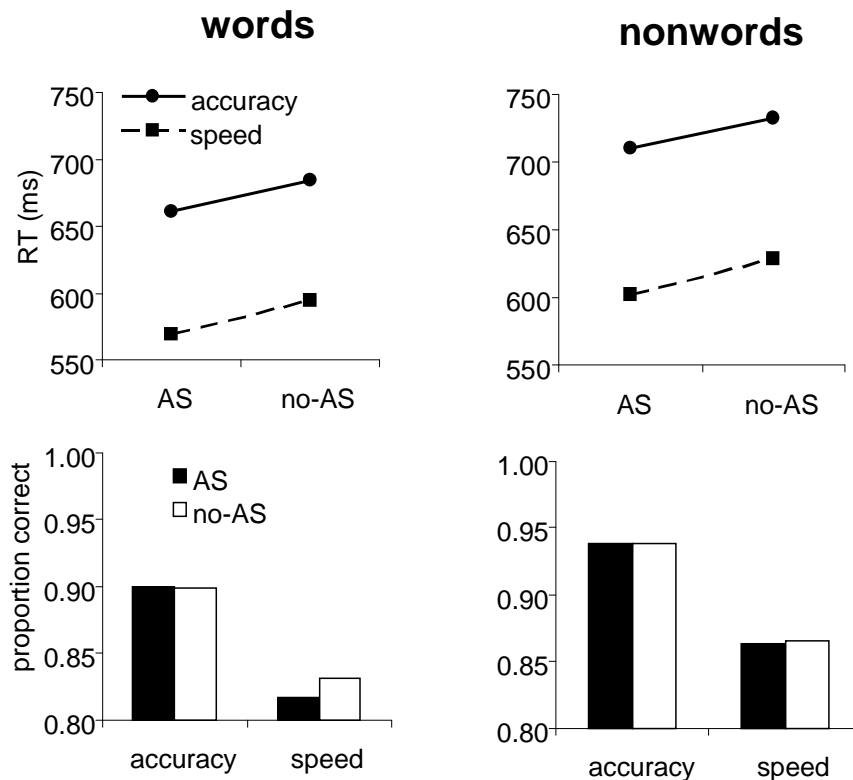 words
nonwords
750
700
650
600
550
RT (ms)
accuracy
speed
AS
no-AS
750
700
650
600
550
AS
no-AS
1.00
0.95
0.90
0.85
0.80
proportion correct
AS
no-AS
accuracy
speed
1.00
0.95
0.90
0.85
0.80
accuracy
speed